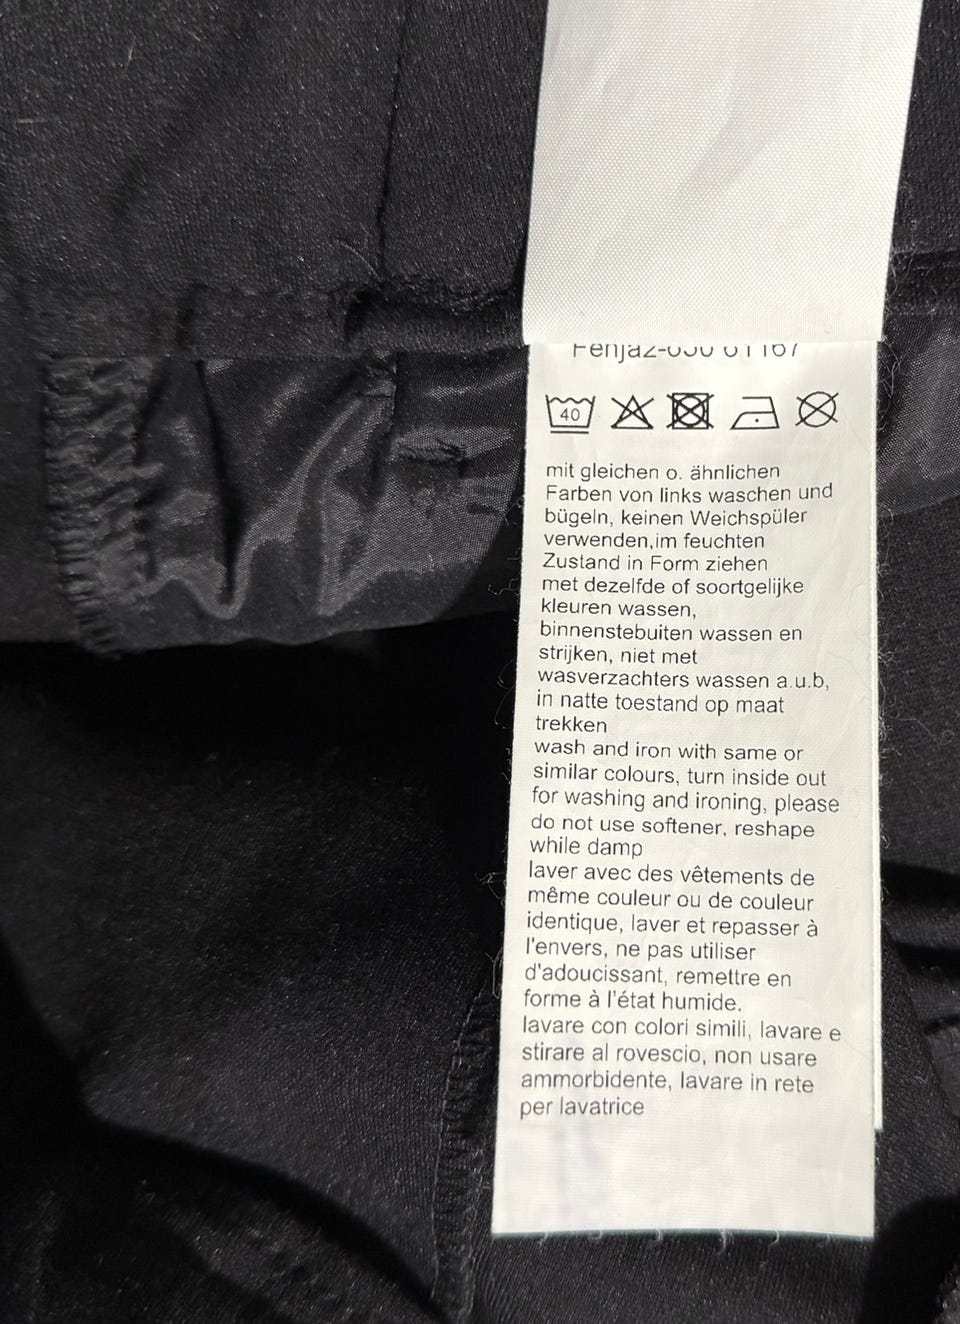 40
mit gleichen o. ähnlichen
Farben von links waschen und
bügeln, keinen Weichspüler
verwenden,im feuchten
Zustand in Form ziehen
met dezelfde of soortgelijke
kleuren wassen,
binnenstebuiten wassen en
strijken, niet met
wasverzachters wassen a.u.b,
in natte toestand op maat
trekken
wash and iron with same or
similar colours, turn inside out
for washing and ironing, please
do not use softener, reshape
while damp
laver avec des vêtements de
même couleur ou de couleur
identique, laver et repasser à
l'envers, ne pas utiliser
d'adoucissant, remettre en
forme à l'état humide.
lavare con colori simili, lavare e
stirare al rovescio, non usare
ammorbidente, lavare in rete
per lavatrice